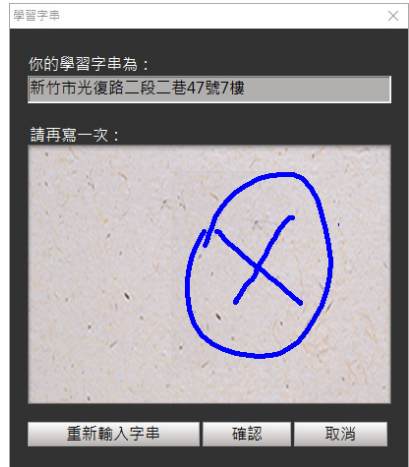 學習字串
你的學習字串為：
新竹市光復路二段二巷47號7樓
請再寫一次：
重新輸入字串
確認
取消